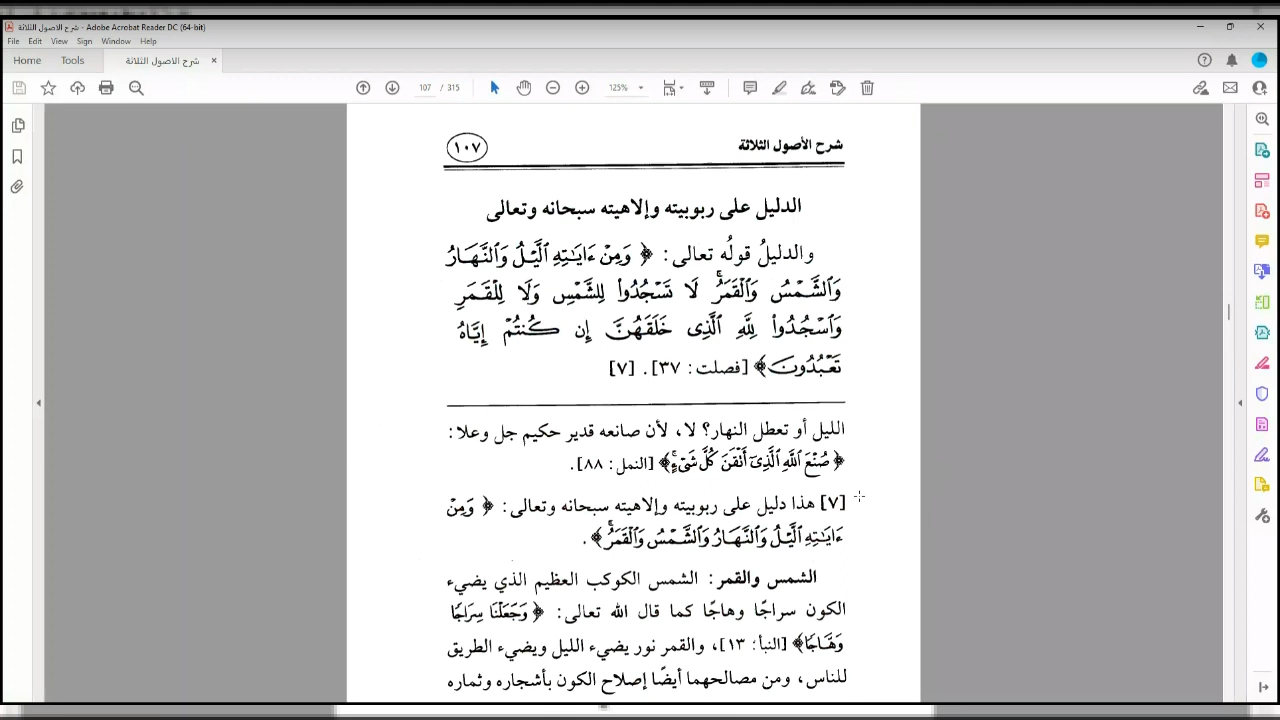 شرح الاصول الثلاثة - Adobe Acrobat Reader DC (64-bit)
File Edit View Sign Window Help
Home Tools شرح الاصول الثلاثة ×
107 / 315 125%
شرح الأصول الثلاثة ١٠٧
الدليل على ربوبيته وإلاهيته سبحانه وتعالى
والدليلُ قولُه تعالى: ﴿ وَمِنْ ءَايَـٰتِهِ ٱلَّيْلُ وَٱلنَّهَارُ
وَٱلشَّمْسُ وَٱلْقَمَرُۚ لَا تَسْجُدُوا۟ لِلشَّمْسِ وَلَا لِلْقَمَرِ
وَٱسْجُدُوا۟ لِلَّهِ ٱلَّذِى خَلَقَهُنَّ إِن كُنتُمْ إِيَّاهُ
تَعْبُدُونَ﴾ [فصلت: ٣٧]. [٧]
الليل أو تعطل النهار؟ لا، لأن صانعه قدير حكيم جل وعلا:
﴿ صُنْعَ ٱللَّهِ ٱلَّذِىٓ أَتْقَنَ كُلَّ شَىْءٍۚ﴾ [النمل: ٨٨].
[٧] هذا دليل على ربوبيته وإلاهيته سبحانه وتعالى: ﴿ وَمِنْ
ءَايَـٰتِهِ ٱلَّيْلُ وَٱلنَّهَارُ وَٱلشَّمْسُ وَٱلْقَمَرُۚ﴾.
الشمس والقمر: الشمس الكوكب العظيم الذي يضيء
الكون سراجًا وهاجًا كما قال الله تعالى: ﴿ وَجَعَلْنَا سِرَاجًا
وَهَّاجًا﴾ [النبأ: ١٣]، والقمر نور يضيء الليل ويضيء الطريق
للناس، ومن مصالحهما أيضًا إصلاح الكون بأشجاره وثماره